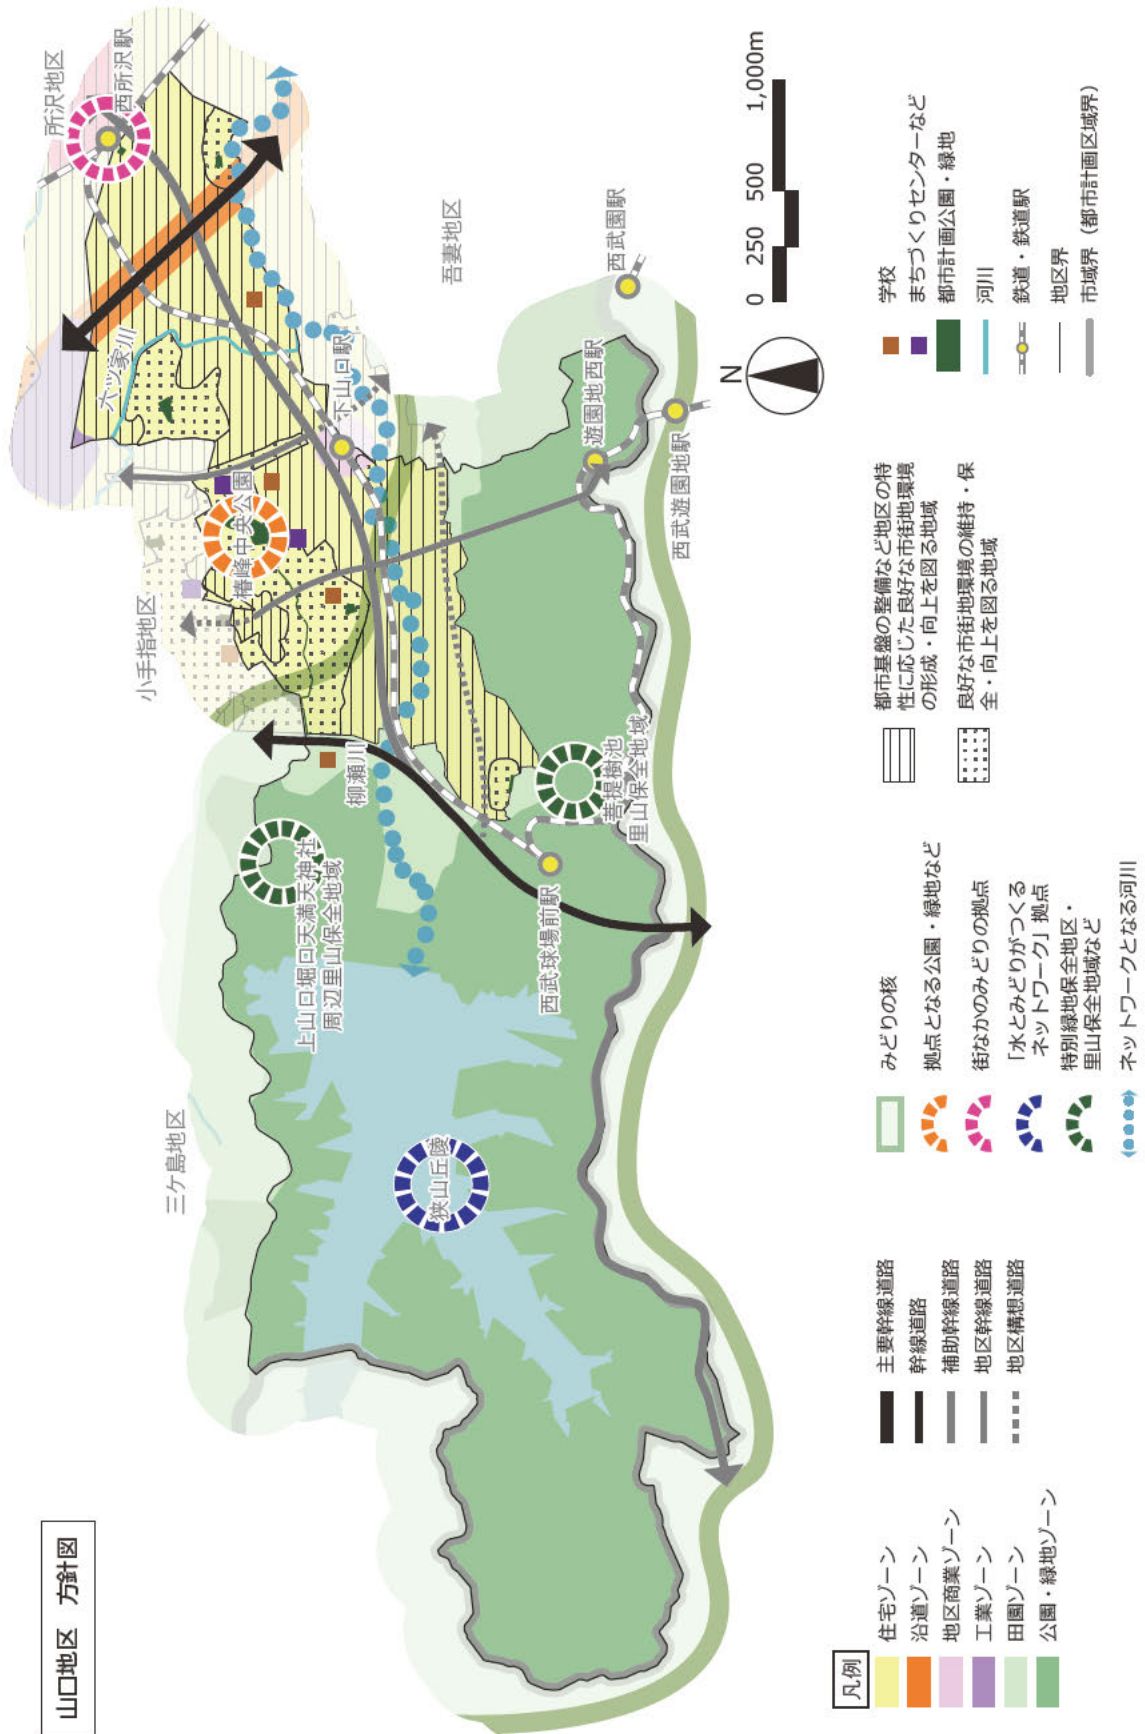 山口地区 方針図
三ケ島地区
小手指地区
所沢地区
西所沢駅
六ツ家川
椿峰中央公園
下山口駅
吾妻地区
上山口堀口天満天神社
周辺里山保全地域
柳瀬川
狭山丘陵
西武球場前駅
菩提樹池
里山保全地域
遊園地西駅
西武園駅
西武遊園地駅
N
0 250 500 1,000m
凡例
住宅ゾーン
沿道ゾーン
地区商業ゾーン
工業ゾーン
田園ゾーン
公園・緑地ゾーン
主要幹線道路
幹線道路
補助幹線道路
地区幹線道路
地区構想道路
みどりの核
拠点となる公園・緑地など
街なかのみどりの拠点
「水とみどりがつくる
ネットワーク」拠点
特別緑地保全地区・
里山保全地域など
ネットワークとなる河川
都市基盤の整備など地区の特
性に応じた良好な市街地環境
の形成・向上を図る地域
良好な市街地環境の維持・保
全・向上を図る地域
学校
まちづくりセンターなど
都市計画公園・緑地
河川
鉄道・鉄道駅
地区界
市域界（都市計画区域界）